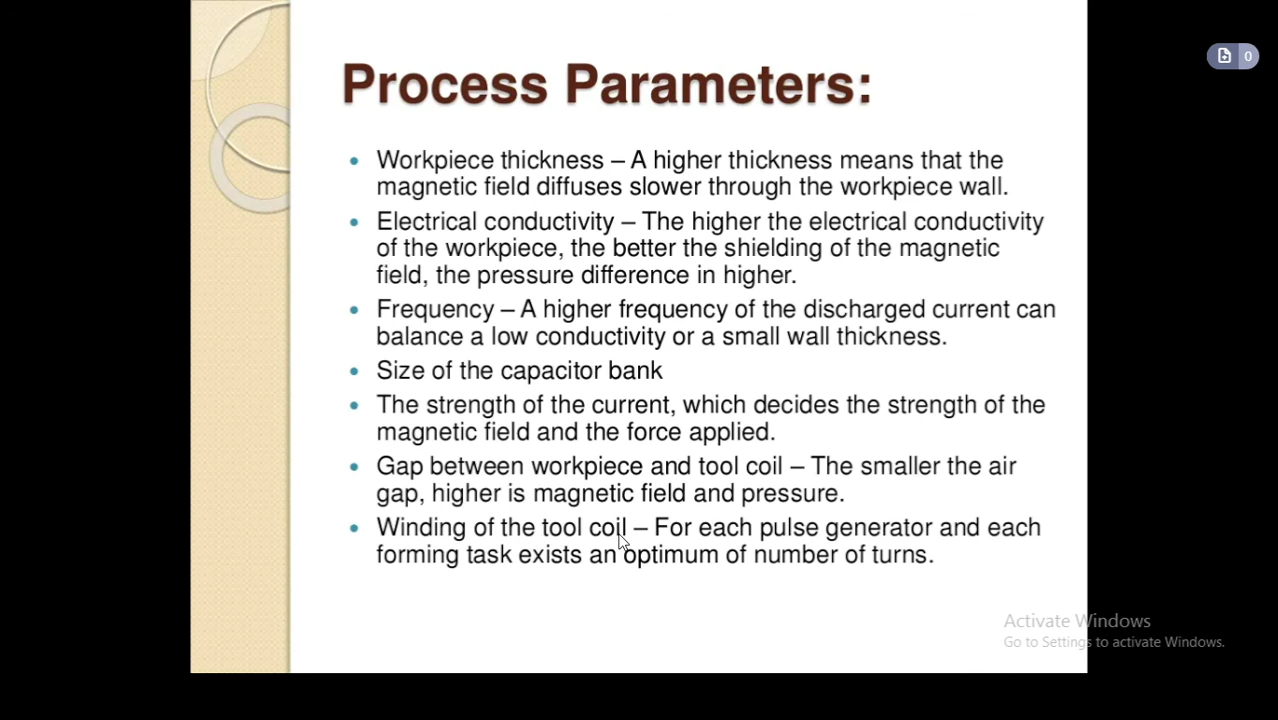 0
Process Parameters:
• Workpiece thickness – A higher thickness means that the
magnetic field diffuses slower through the workpiece wall.
• Electrical conductivity – The higher the electrical conductivity
of the workpiece, the better the shielding of the magnetic
field, the pressure difference in higher.
• Frequency – A higher frequency of the discharged current can
balance a low conductivity or a small wall thickness.
• Size of the capacitor bank
• The strength of the current, which decides the strength of the
magnetic field and the force applied.
• Gap between workpiece and tool coil – The smaller the air
gap, higher is magnetic field and pressure.
• Winding of the tool coil – For each pulse generator and each
forming task exists an optimum of number of turns.
Activate Windows
Go to Settings to activate Windows.